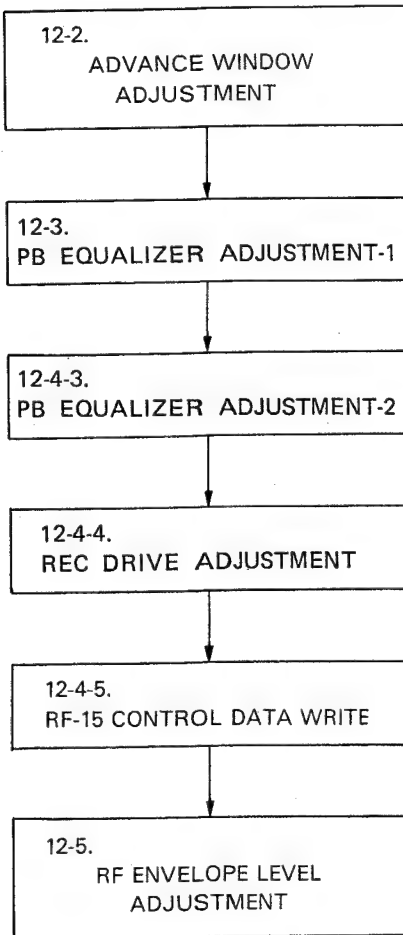 12-2.
ADVANCE WINDOW
ADJUSTMENT
12-3.
PB EQUALIZER ADJUSTMENT-1
12-4-3.
PB EQUALIZER ADJUSTMENT-2
12-4-4.
REC DRIVE ADJUSTMENT
12-4-5.
RF-15 CONTROL DATA WRITE
12-5.
RF ENVELOPE LEVEL
ADJUSTMENT